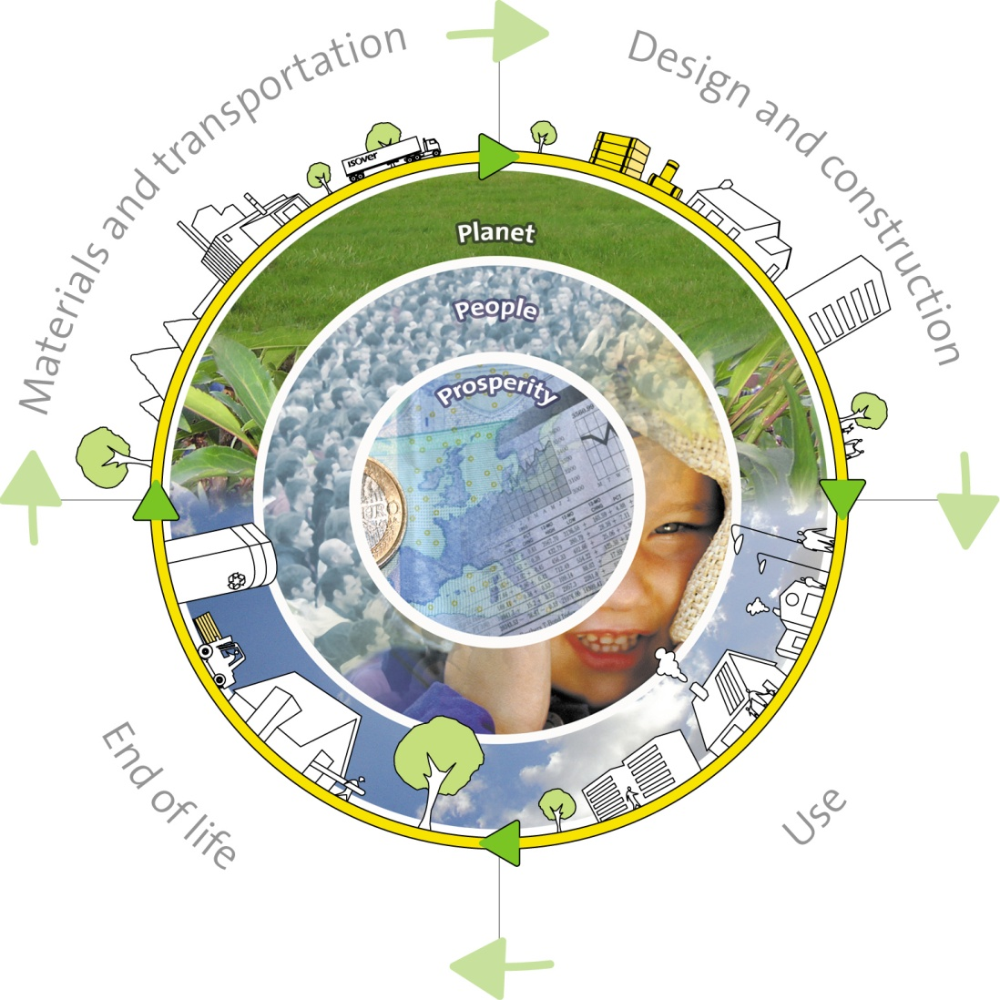 Materials and transportation
Design and construction
isover
Planet
People
Prosperity
End of life
Use